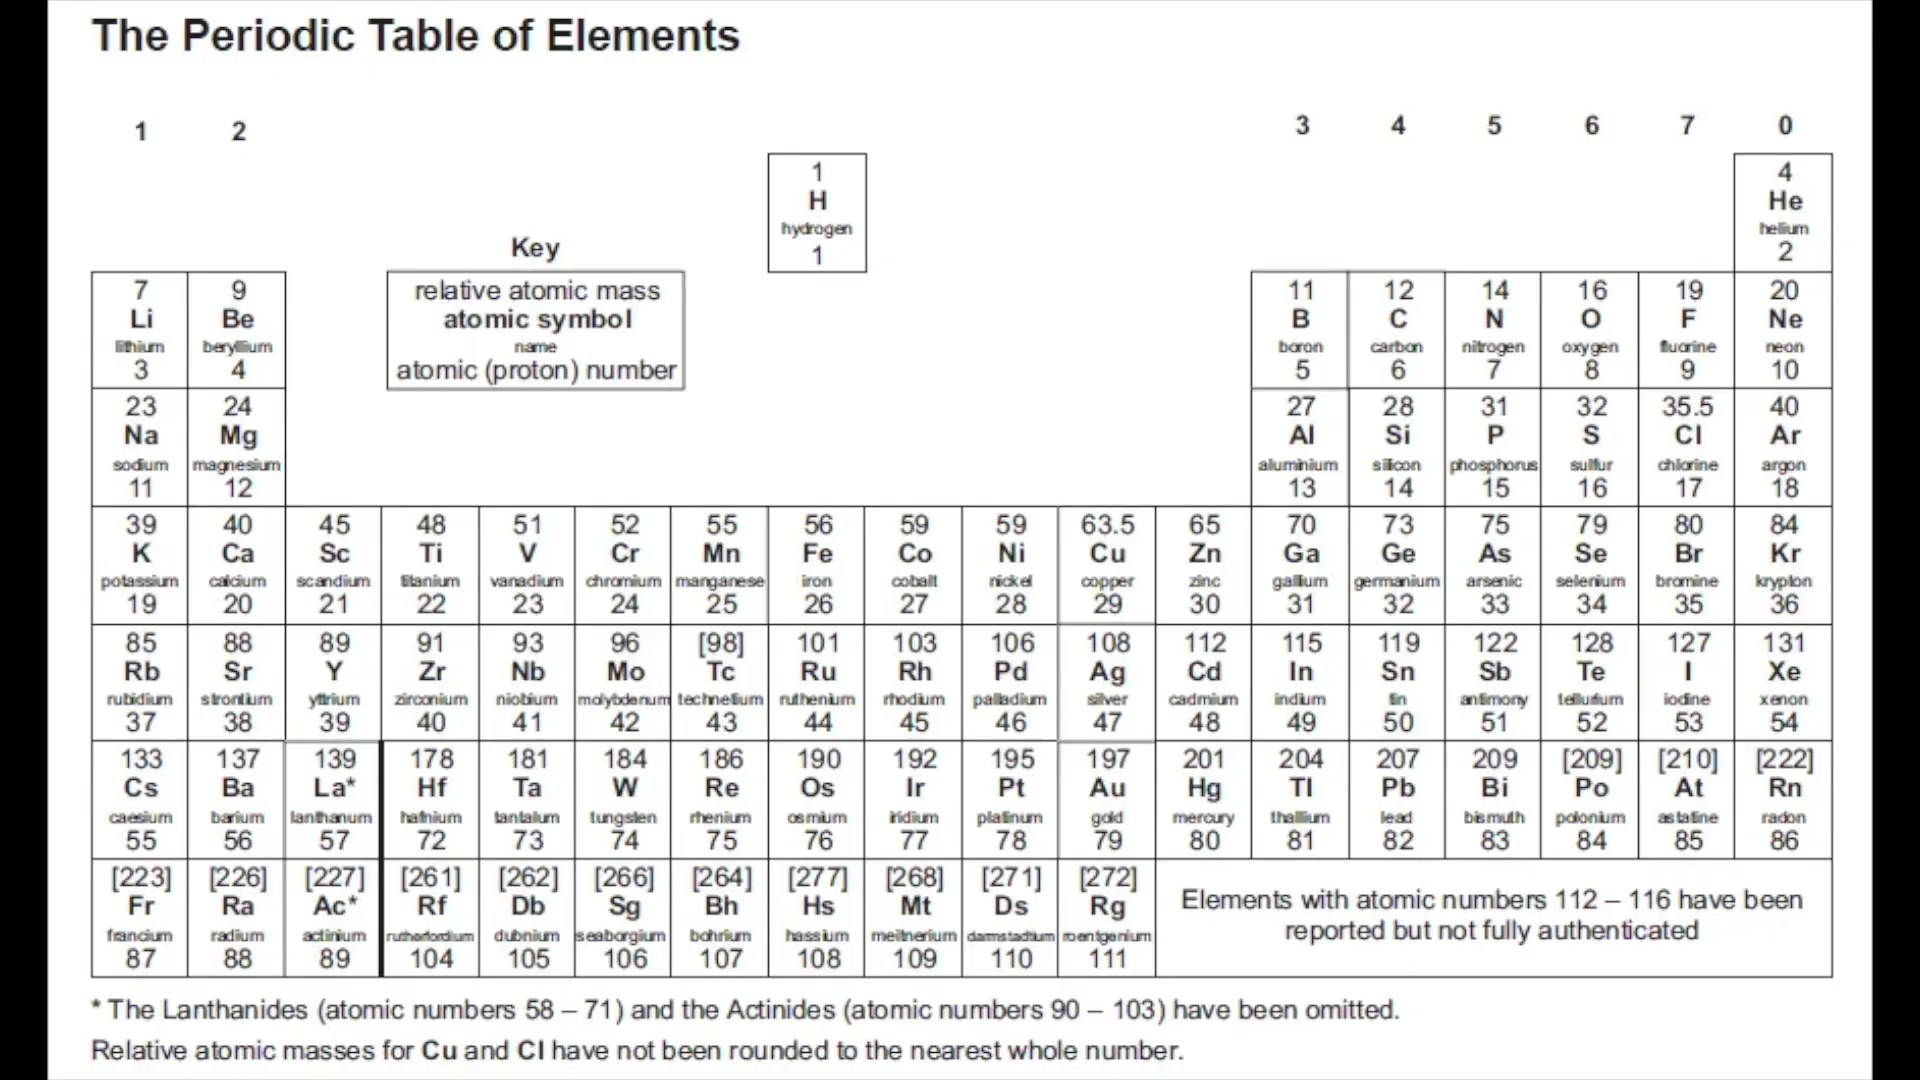 The Periodic Table of Elements
1 2 3 4 5 6 7 0
1 4
H He
hydrogen helium
Key
1 2
7 9 relative atomic mass 11 12 14 16 19 20
Li Be atomic symbol B C N O F Ne
lithium beryllium name boron carbon nitrogen oxygen fluorine neon
3 4 atomic (proton) number 5 6 7 8 9 10
23 24 27 28 31 32 35.5 40
Na Mg Al Si P S Cl Ar
sodium magnesium aluminium silicon phosphorus sulfur chlorine argon
11 12 13 14 15 16 17 18
39 40 45 48 51 52 55 56 59 59 63.5 65 70 73 75 79 80 84
K Ca Sc Ti V Cr Mn Fe Co Ni Cu Zn Ga Ge As Se Br Kr
potassium calcium scandium titanium vanadium chromium manganese iron cobalt nickel copper zinc gallium germanium arsenic selenium bromine krypton
19 20 21 22 23 24 25 26 27 28 29 30 31 32 33 34 35 36
85 88 89 91 93 96 [98] 101 103 106 108 112 115 119 122 128 127 131
Rb Sr Y Zr Nb Mo Tc Ru Rh Pd Ag Cd In Sn Sb Te I Xe
rubidium strontium yttrium zirconium niobium molybdenum technetium ruthenium rhodium palladium silver cadmium indium tin antimony tellurium iodine xenon
37 38 39 40 41 42 43 44 45 46 47 48 49 50 51 52 53 54
133 137 139 178 181 184 186 190 192 195 197 201 204 207 209 [209] [210] [222]
Cs Ba La* Hf Ta W Re Os Ir Pt Au Hg Tl Pb Bi Po At Rn
caesium barium lanthanum hafnium tantalum tungsten rhenium osmium iridium platinum gold mercury thallium lead bismuth polonium astatine radon
55 56 57 72 73 74 75 76 77 78 79 80 81 82 83 84 85 86
[223] [226] [227] [261] [262] [266] [264] [277] [268] [271] [272]
Fr Ra Ac* Rf Db Sg Bh Hs Mt Ds Rg
francium radium actinium rutherfordium dubnium seaborgium bohrium hassium meitnerium darmstadtium roentgenium
87 88 89 104 105 106 107 108 109 110 111
Elements with atomic numbers 112 – 116 have been
reported but not fully authenticated
* The Lanthanides (atomic numbers 58 – 71) and the Actinides (atomic numbers 90 – 103) have been omitted.
Relative atomic masses for Cu and Cl have not been rounded to the nearest whole number.